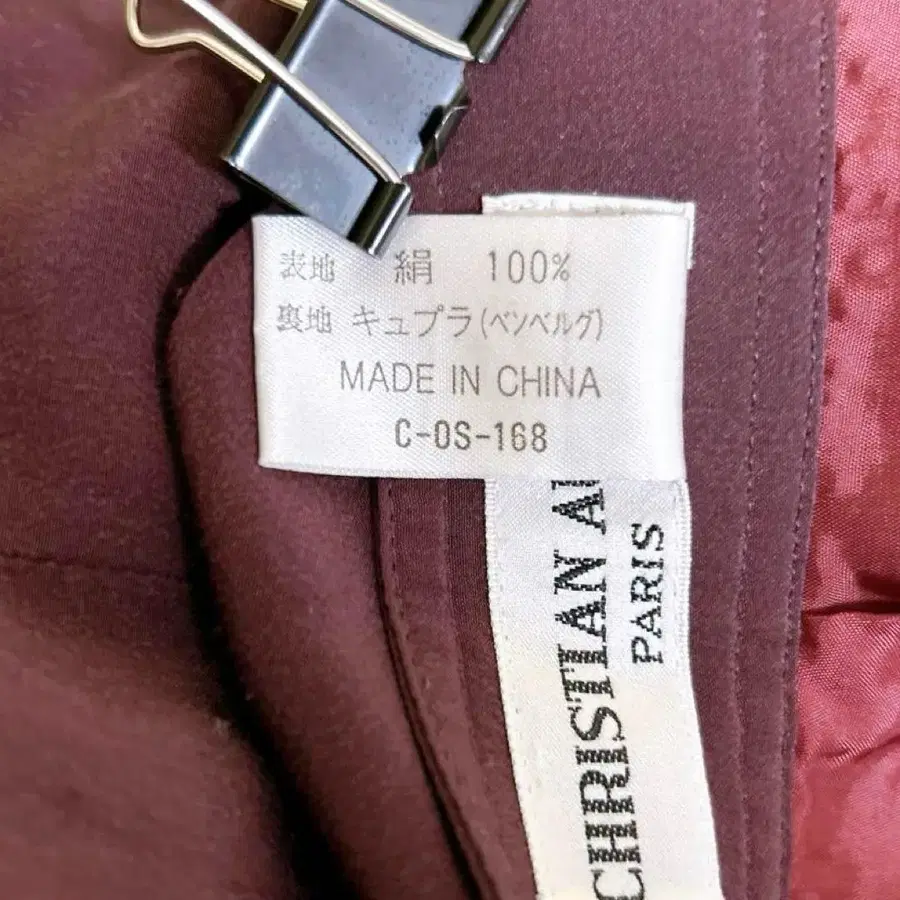 表地 絹 100%
裏地 キュプラ(ベンベルグ)
MADE IN CHINA
C-OS-168
CHRISTIAN
PARIS